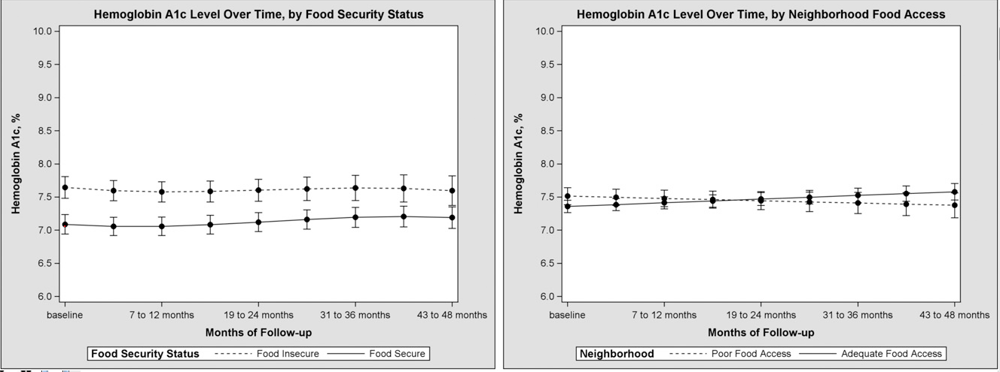 Hemoglobin A1c Level Over Time, by Food Security Status
Hemoglobin A1c, %
10.0
9.5
9.0
8.5
8.0
7.5
7.0
6.5
6.0
baseline 7 to 12 months 19 to 24 months 31 to 36 months 43 to 48 months
Months of Follow-up
Food Security Status Food Insecure Food Secure
Hemoglobin A1c Level Over Time, by Neighborhood Food Access
Hemoglobin A1c, %
10.0
9.5
9.0
8.5
8.0
7.5
7.0
6.5
6.0
baseline 7 to 12 months 19 to 24 months 31 to 36 months 43 to 48 months
Months of Follow-up
Neighborhood Poor Food Access Adequate Food Access